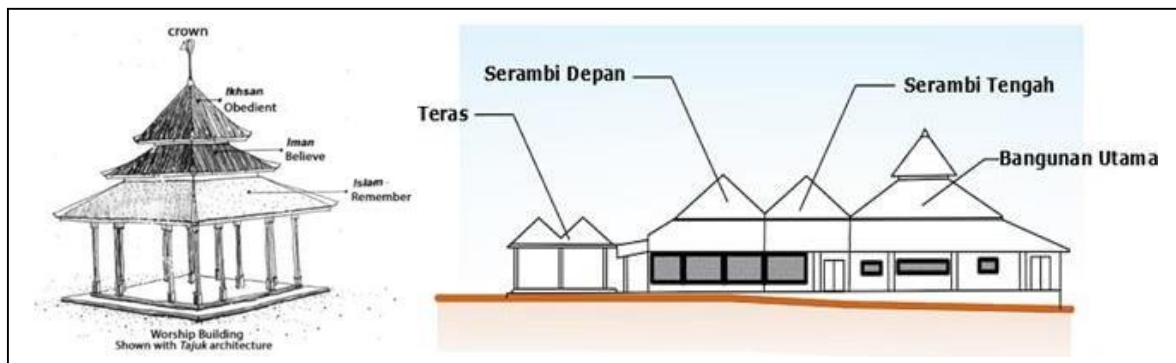 crown
Ikhsan
Obedient
Iman
Believe
Islam -
Remember
Worship Building
Shown with Tajuk architecture
Serambi Depan
Teras
Serambi Tengah
Bangunan Utama